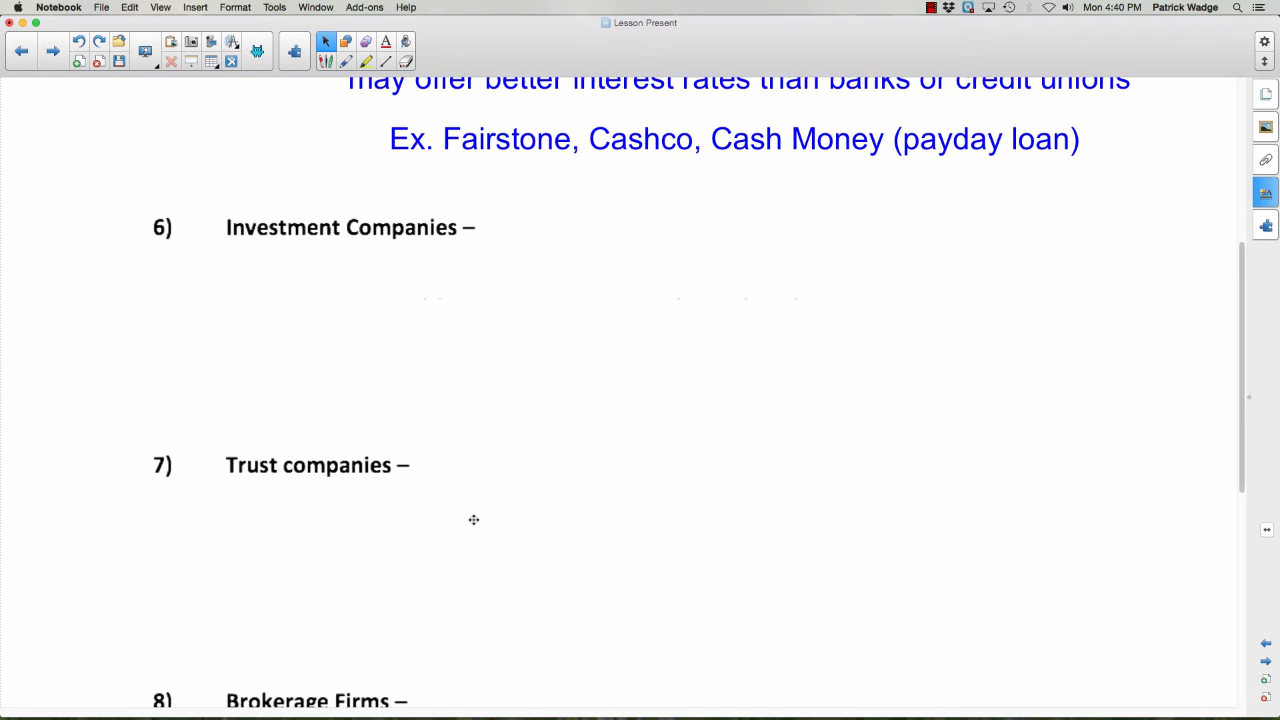 Notebook File Edit View Insert Format Tools Window Add-ons Help Mon 4:40 PM Patrick Wadge
Lesson Present
may offer better interest rates than banks or credit unions
Ex. Fairstone, Cashco, Cash Money (payday loan)
6) Investment Companies –
7) Trust companies –
8) Brokerage Firms –